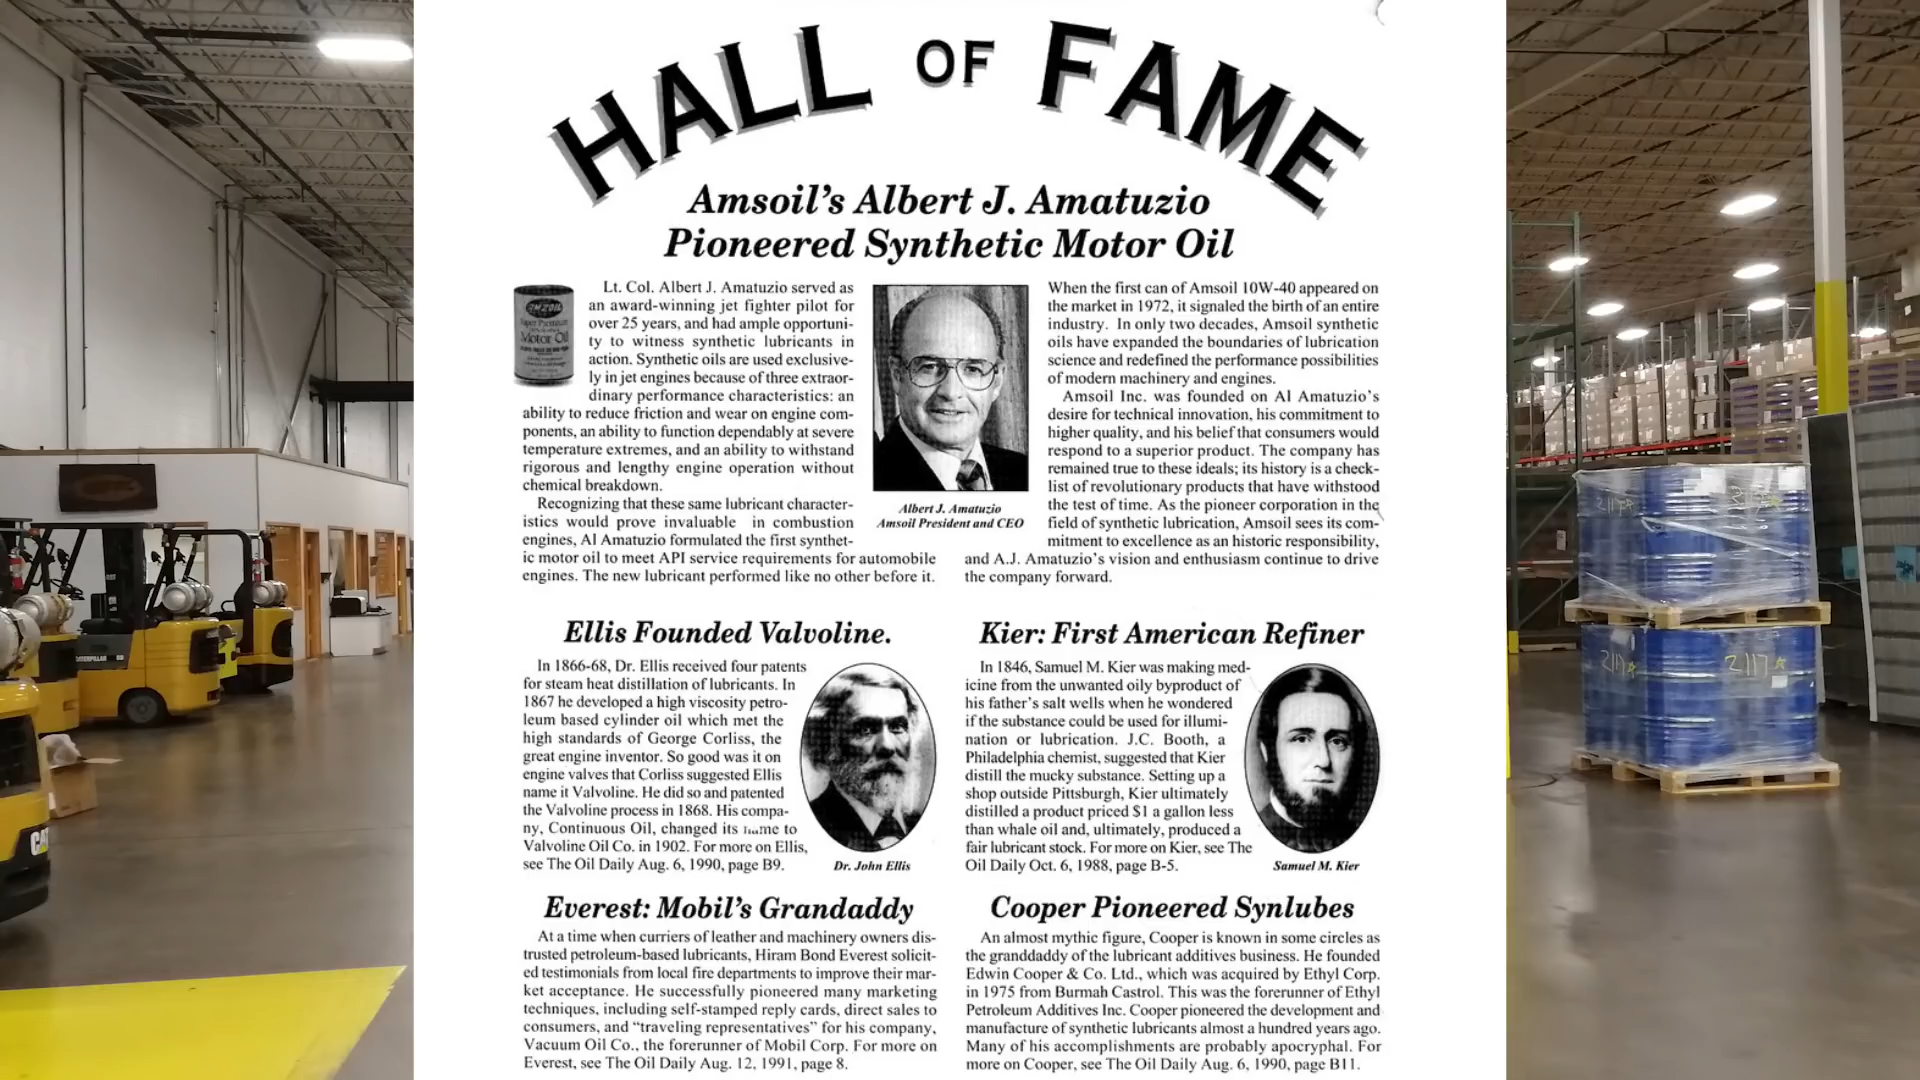 HALL OF FAME
Amsoil's Albert J. Amatuzio
Pioneered Synthetic Motor Oil
AMZOIL
Super Premium
Motor Oil
Lt. Col. Albert J. Amatuzio served as
an award-winning jet fighter pilot for
over 25 years, and had ample opportuni-
ty to witness synthetic lubricants in
action. Synthetic oils are used exclusive-
ly in jet engines because of three extraor-
dinary performance characteristics: an
ability to reduce friction and wear on engine com-
ponents, an ability to function dependably at severe
temperature extremes, and an ability to withstand
rigorous and lengthy engine operation without
chemical breakdown.
Recognizing that these same lubricant character-
istics would prove invaluable in combustion
engines, Al Amatuzio formulated the first synthet-
ic motor oil to meet API service requirements for automobile
engines. The new lubricant performed like no other before it.
Albert J. Amatuzio
Amsoil President and CEO
When the first can of Amsoil 10W-40 appeared on
the market in 1972, it signaled the birth of an entire
industry. In only two decades, Amsoil synthetic
oils have expanded the boundaries of lubrication
science and redefined the performance possibilities
of modern machinery and engines.
Amsoil Inc. was founded on Al Amatuzio's
desire for technical innovation, his commitment to
higher quality, and his belief that consumers would
respond to a superior product. The company has
remained true to these ideals; its history is a check-
list of revolutionary products that have withstood
the test of time. As the pioneer corporation in the
field of synthetic lubrication, Amsoil sees its com-
mitment to excellence as an historic responsibility,
and A.J. Amatuzio's vision and enthusiasm continue to drive
the company forward.
Ellis Founded Valvoline.
In 1866-68, Dr. Ellis received four patents
for steam heat distillation of lubricants. In
1867 he developed a high viscosity petro-
leum based cylinder oil which met the
high standards of George Corliss, the
great engine inventor. So good was it on
engine valves that Corliss suggested Ellis
name it Valvoline. He did so and patented
the Valvoline process in 1868. His compa-
ny, Continuous Oil, changed its name to
Valvoline Oil Co. in 1902. For more on Ellis,
see The Oil Daily Aug. 6, 1990, page B9.
Dr. John Ellis
Kier: First American Refiner
In 1846, Samuel M. Kier was making med-
icine from the unwanted oily byproduct of
his father's salt wells when he wondered
if the substance could be used for illumi-
nation or lubrication. J.C. Booth, a
Philadelphia chemist, suggested that Kier
distill the mucky substance. Setting up a
shop outside Pittsburgh, Kier ultimately
distilled a product priced $1 a gallon less
than whale oil and, ultimately, produced a
fair lubricant stock. For more on Kier, see The
Oil Daily Oct. 6, 1988, page B-5.
Samuel M. Kier
Everest: Mobil's Grandaddy
At a time when curriers of leather and machinery owners dis-
trusted petroleum-based lubricants, Hiram Bond Everest solicit-
ed testimonials from local fire departments to improve their mar-
ket acceptance. He successfully pioneered many marketing
techniques, including self-stamped reply cards, direct sales to
consumers, and "traveling representatives" for his company,
Vacuum Oil Co., the forerunner of Mobil Corp. For more on
Everest, see The Oil Daily Aug. 12, 1991, page 8.
Cooper Pioneered Synlubes
An almost mythic figure, Cooper is known in some circles as
the granddaddy of the lubricant additives business. He founded
Edwin Cooper & Co. Ltd., which was acquired by Ethyl Corp.
in 1975 from Burmah Castrol. This was the forerunner of Ethyl
Petroleum Additives Inc. Cooper pioneered the development and
manufacture of synthetic lubricants almost a hundred years ago.
Many of his accomplishments are probably apocryphal. For
more on Cooper, see The Oil Daily Aug. 6, 1990, page B11.
CATERPILLAR
CAT
2117
2117
2117